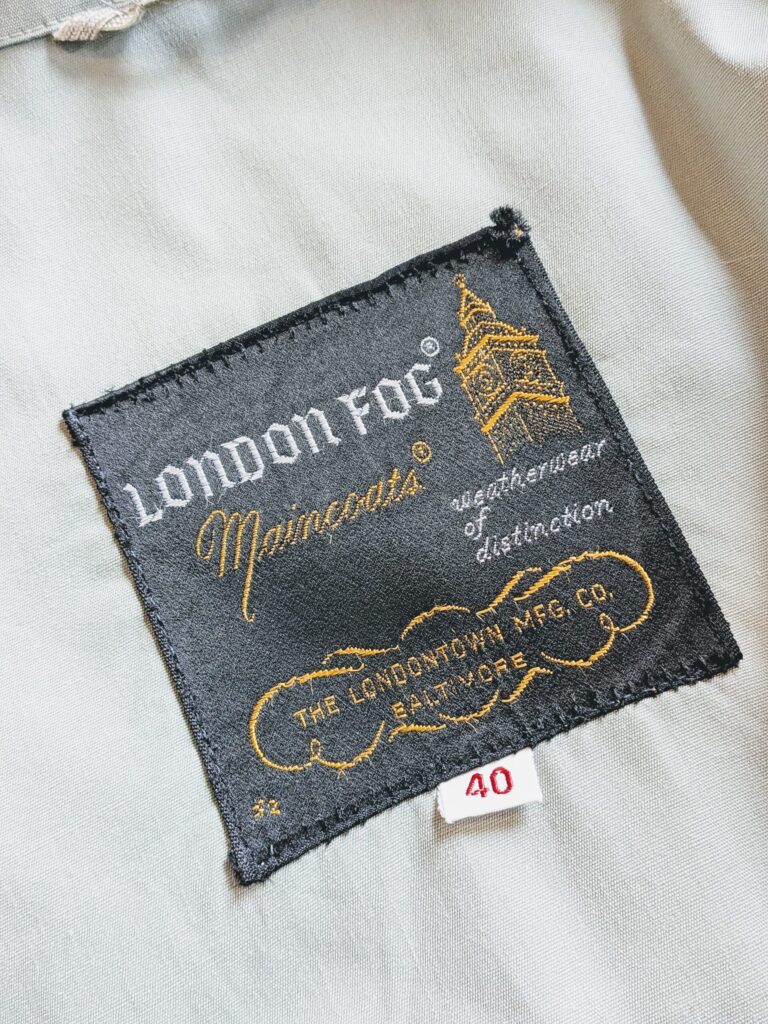 LONDON FOG®
Maincoats®
weatherwear
of
distinction
THE LONDONTOWN MFG. CO.
BALTIMORE
40